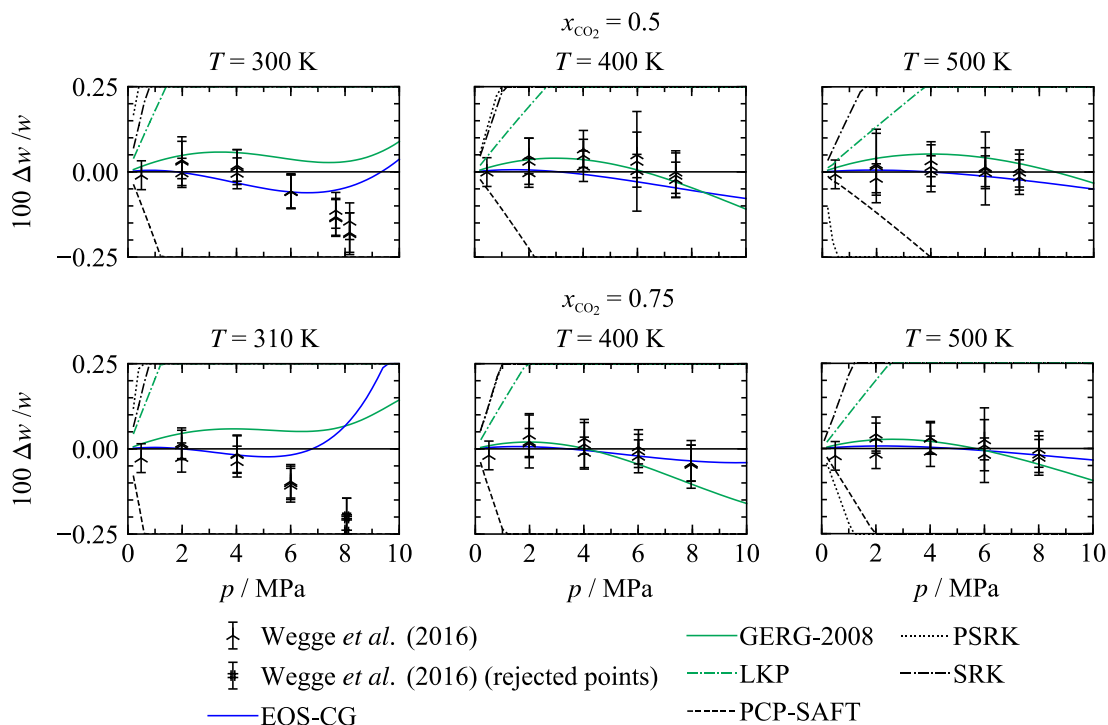 x_CO₂ = 0.5
T = 300 K T = 400 K T = 500 K
100 Δw /w
0.25
0.00
−0.25
x_CO₂ = 0.75
T = 310 K T = 400 K T = 500 K
100 Δw /w
0.25
0.00
−0.25
0 2 4 6 8 10 0 2 4 6 8 10 0 2 4 6 8 10
p / MPa p / MPa p / MPa
Wegge et al. (2016)
Wegge et al. (2016) (rejected points)
EOS-CG
GERG-2008
LKP
PCP-SAFT
PSRK
SRK